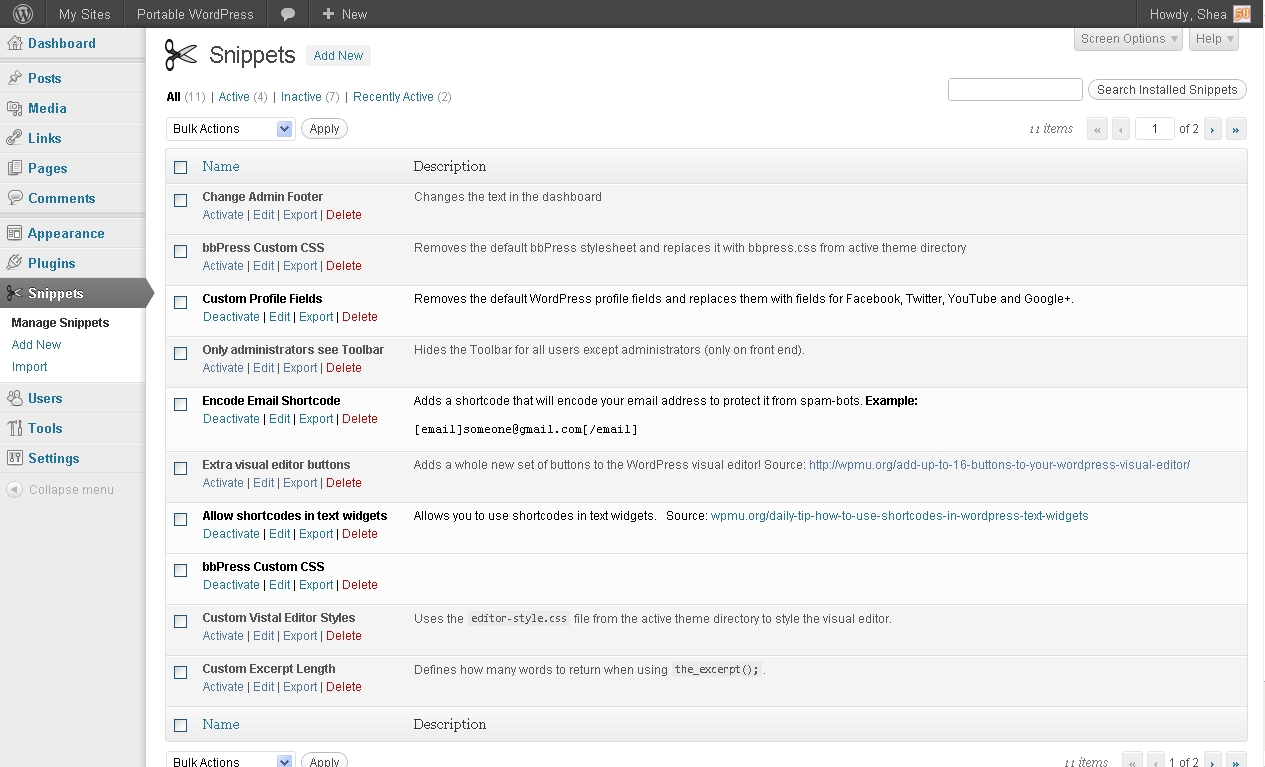 My Sites Portable WordPress + New Howdy, Shea
Screen Options Help
Dashboard
Posts
Media
Links
Pages
Comments
Appearance
Plugins
Snippets
Manage Snippets
Add New
Import
Users
Tools
Settings
Collapse menu
Snippets Add New
All (11) | Active (4) | Inactive (7) | Recently Active (2)
Search Installed Snippets
Bulk Actions Apply 11 items « ‹ 1 of 2 › »
Name Description
Change Admin Footer Changes the text in the dashboard
Activate | Edit | Export | Delete
bbPress Custom CSS Removes the default bbPress stylesheet and replaces it with bbpress.css from active theme directory
Activate | Edit | Export | Delete
Custom Profile Fields Removes the default WordPress profile fields and replaces them with fields for Facebook, Twitter, YouTube and Google+.
Deactivate | Edit | Export | Delete
Only administrators see Toolbar Hides the Toolbar for all users except administrators (only on front end).
Activate | Edit | Export | Delete
Encode Email Shortcode Adds a shortcode that will encode your email address to protect it from spam-bots. Example:
Deactivate | Edit | Export | Delete
[email]someone@gmail.com[/email]
Extra visual editor buttons Adds a whole new set of buttons to the WordPress visual editor! Source: http://wpmu.org/add-up-to-16-buttons-to-your-wordpress-visual-editor/
Activate | Edit | Export | Delete
Allow shortcodes in text widgets Allows you to use shortcodes in text widgets. Source: wpmu.org/daily-tip-how-to-use-shortcodes-in-wordpress-text-widgets
Deactivate | Edit | Export | Delete
bbPress Custom CSS
Deactivate | Edit | Export | Delete
Custom Vistal Editor Styles Uses the editor-style.css file from the active theme directory to style the visual editor.
Activate | Edit | Export | Delete
Custom Excerpt Length Defines how many words to return when using the_excerpt(); .
Activate | Edit | Export | Delete
Name Description
Bulk Actions Apply 11 items « ‹ 1 of 2 › »